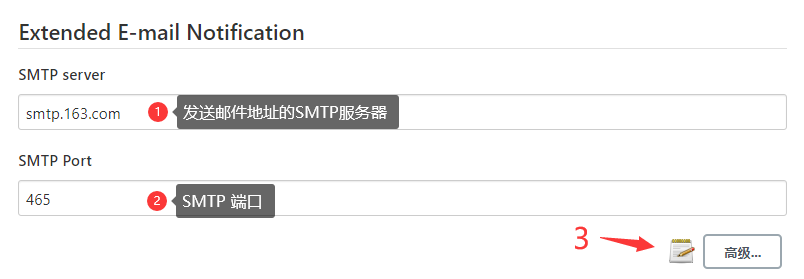 Extended E-mail Notification
SMTP server
smtp.163.com 1 发送邮件地址的SMTP服务器
SMTP Port
465 2 SMTP 端口
3 高级...